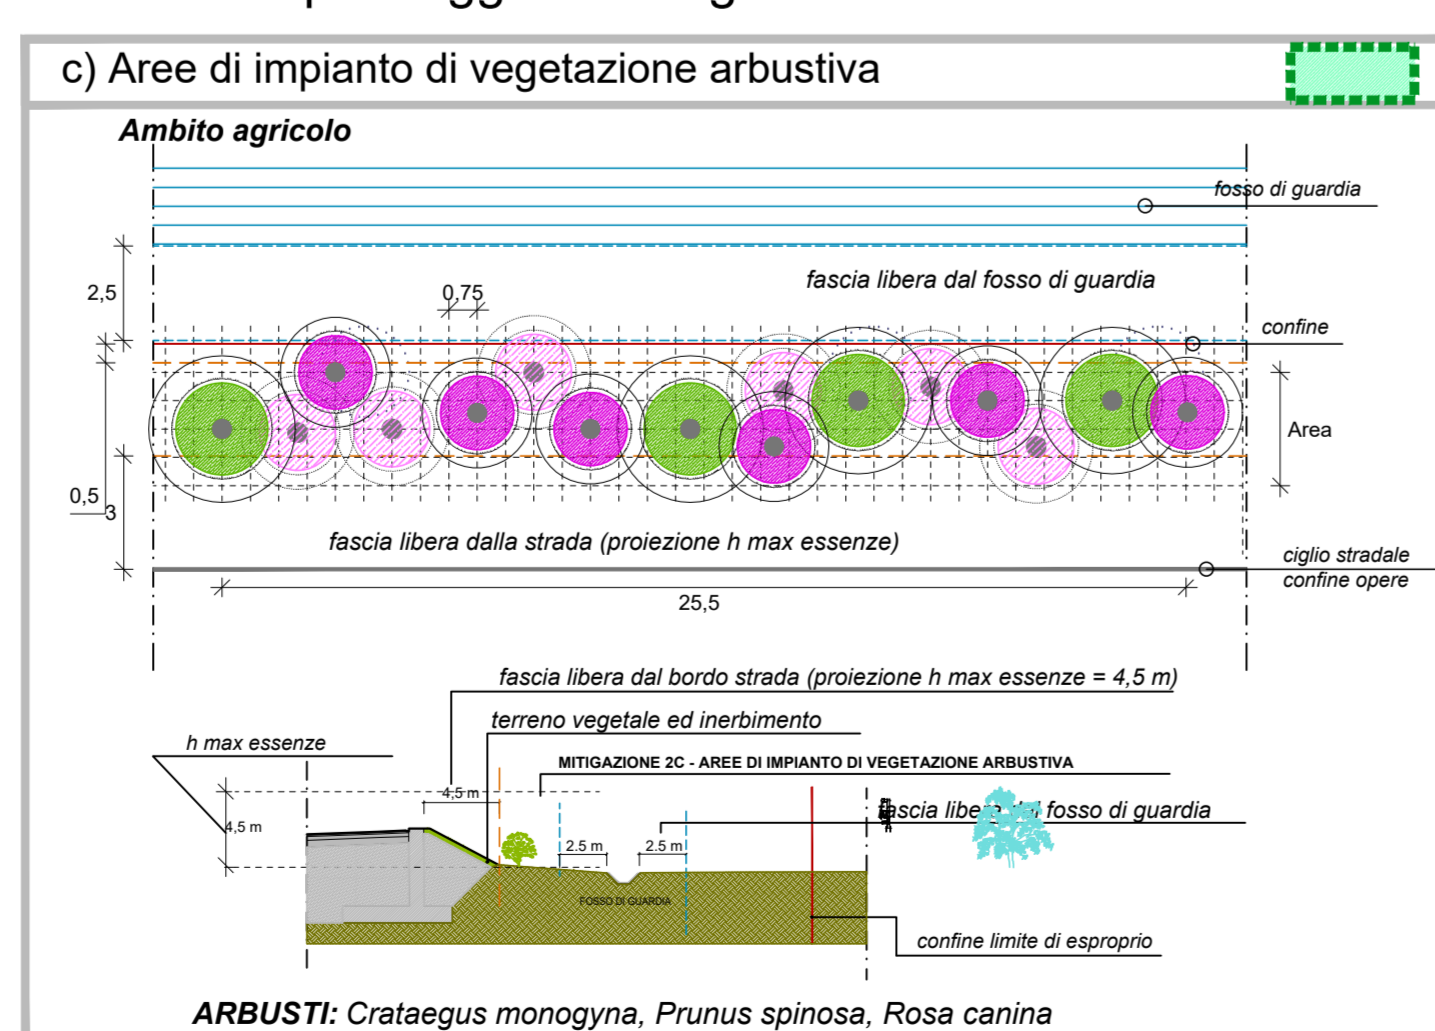 c) Aree di impianto di vegetazione arbustiva
Ambito agricolo
fosso di guardia
fascia libera dal fosso di guardia
2,5
0,75
confine
Area
0,5
3
fascia libera dalla strada (proiezione h max essenze)
ciglio stradale
confine opere
25,5
fascia libera dal bordo strada (proiezione h max essenze = 4,5 m)
terreno vegetale ed inerbimento
h max essenze
MITIGAZIONE 2C - AREE DI IMPIANTO DI VEGETAZIONE ARBUSTIVA
4,5 m
fascia libera dal fosso di guardia
4,5 m
2.5 m
2.5 m
FOSSO DI GUARDIA
confine limite di esproprio
ARBUSTI: Crataegus monogyna, Prunus spinosa, Rosa canina